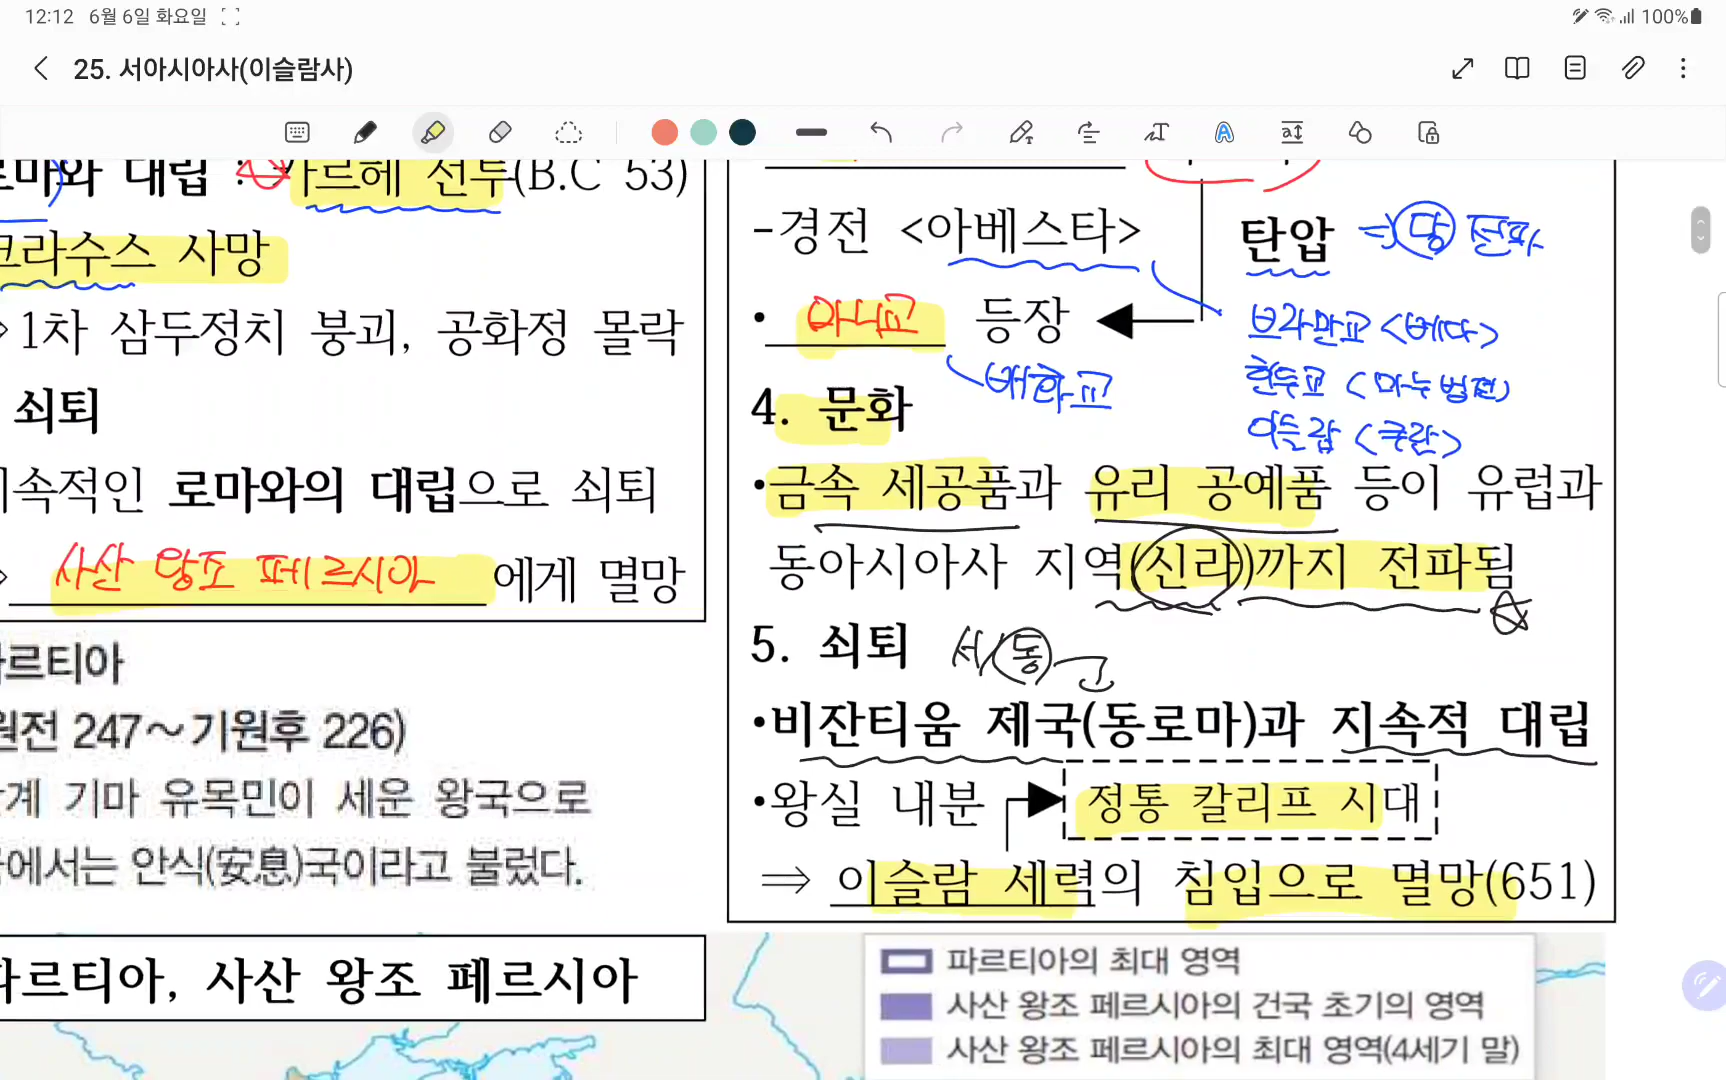 12:12 6월 6일 화요일
100%
25. 서아시아사(이슬람사)
로마와 대립 : 카르헤 전투(B.C 53)
크라수스 사망
1차 삼두정치 붕괴, 공화정 몰락
쇠퇴
지속적인 로마와의 대립으로 쇠퇴
사산 왕조 페르시아 에게 멸망
파르티아
원전 247~기원후 226)
계 기마 유목민이 세운 왕국으로
에서는 안식(安息)국이라고 불렀다.
파르티아, 사산 왕조 페르시아
-경전 <아베스타>
탄압 => 당 전파
• 마니교 등장
브라만교 <베다>
힌두교 <마누법전>
이슬람 <쿠란>
배화교
4. 문화
•금속 세공품과 유리 공예품 등이 유럽과
동아시아사 지역(신라)까지 전파됨
5. 쇠퇴 서/동
•비잔티움 제국(동로마)과 지속적 대립
•왕실 내분
정통 칼리프 시대
⇒ 이슬람 세력의 침입으로 멸망(651)
파르티아의 최대 영역
사산 왕조 페르시아의 건국 초기의 영역
사산 왕조 페르시아의 최대 영역(4세기 말)